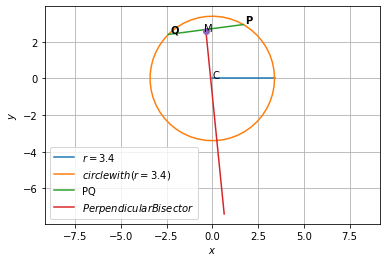 Q
P
M
C
2
0
−2
−4
−6
y
r = 3.4
circlewith(r = 3.4)
PQ
PerpendicularBisector
−7.5 −5.0 −2.5 0.0 2.5 5.0 7.5
x